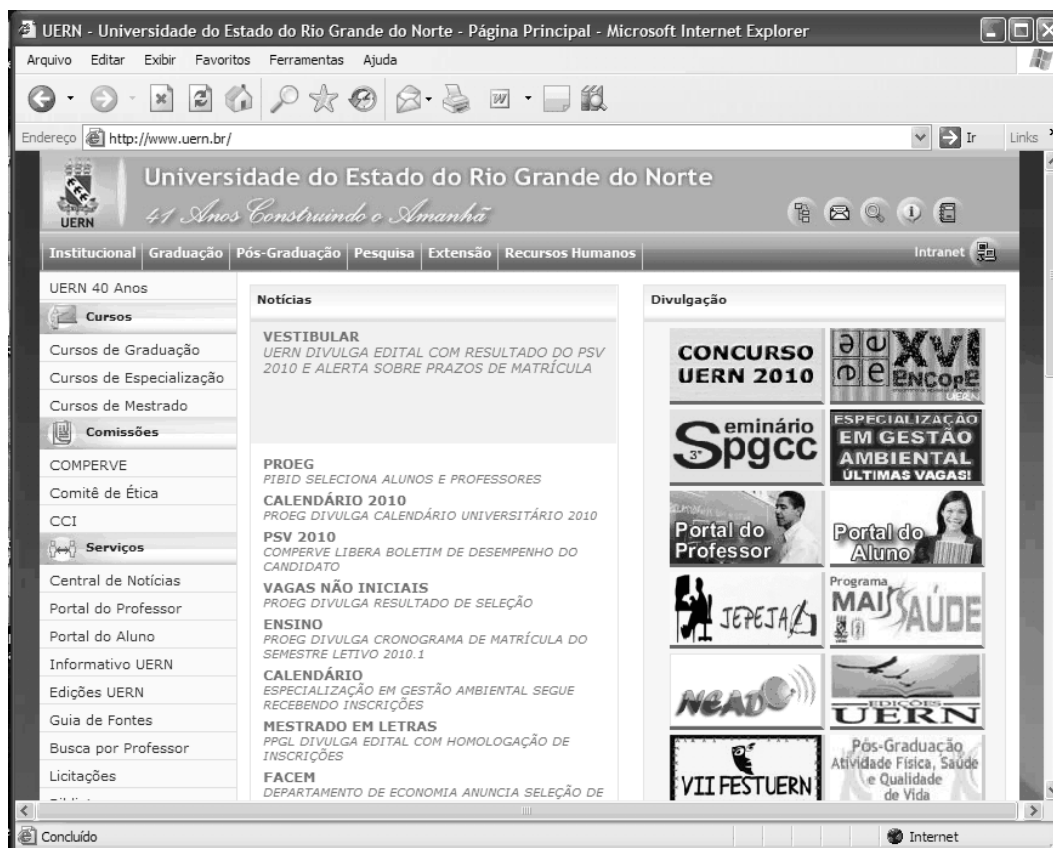 UERN - Universidade do Estado do Rio Grande do Norte - Página Principal - Microsoft Internet Explorer
Arquivo Editar Exibir Favoritos Ferramentas Ajuda
Endereço http://www.uern.br/ Ir Links
Universidade do Estado do Rio Grande do Norte
41 Anos Construindo o Amanhã
UERN
Institucional Graduação Pós-Graduação Pesquisa Extensão Recursos Humanos Intranet
UERN 40 Anos
Cursos
Cursos de Graduação
Cursos de Especialização
Cursos de Mestrado
Comissões
COMPERVE
Comitê de Ética
CCI
Serviços
Central de Notícias
Portal do Professor
Portal do Aluno
Informativo UERN
Edições UERN
Guia de Fontes
Busca por Professor
Licitações
Notícias
VESTIBULAR
UERN DIVULGA EDITAL COM RESULTADO DO PSV
2010 E ALERTA SOBRE PRAZOS DE MATRÍCULA
PROEG
PIBID SELECIONA ALUNOS E PROFESSORES
CALENDÁRIO 2010
PROEG DIVULGA CALENDÁRIO UNIVERSITÁRIO 2010
PSV 2010
COMPERVE LIBERA BOLETIM DE DESEMPENHO DO
CANDIDATO
VAGAS NÃO INICIAIS
PROEG DIVULGA RESULTADO DE SELEÇÃO
ENSINO
PROEG DIVULGA CRONOGRAMA DE MATRÍCULA DO
SEMESTRE LETIVO 2010.1
CALENDÁRIO
ESPECIALIZAÇÃO EM GESTÃO AMBIENTAL SEGUE
RECEBENDO INSCRIÇÕES
MESTRADO EM LETRAS
PPGL DIVULGA EDITAL COM HOMOLOGAÇÃO DE
INSCRIÇÕES
FACEM
DEPARTAMENTO DE ECONOMIA ANUNCIA SELEÇÃO DE
Divulgação
CONCURSO
UERN 2010
XVI
ENCOPE
UERN
3º Seminário
spgcc
ESPECIALIZAÇÃO
EM GESTÃO
AMBIENTAL
ÚLTIMAS VAGAS!
Portal do
Professor
Portal do
Aluno
JEPEJA
Programa
MAIS SAÚDE
NEAD
EDIÇÕES
UERN
VII FESTUERN
Pós-Graduação
Atividade Física, Saúde
e Qualidade
de Vida
Concluído Internet